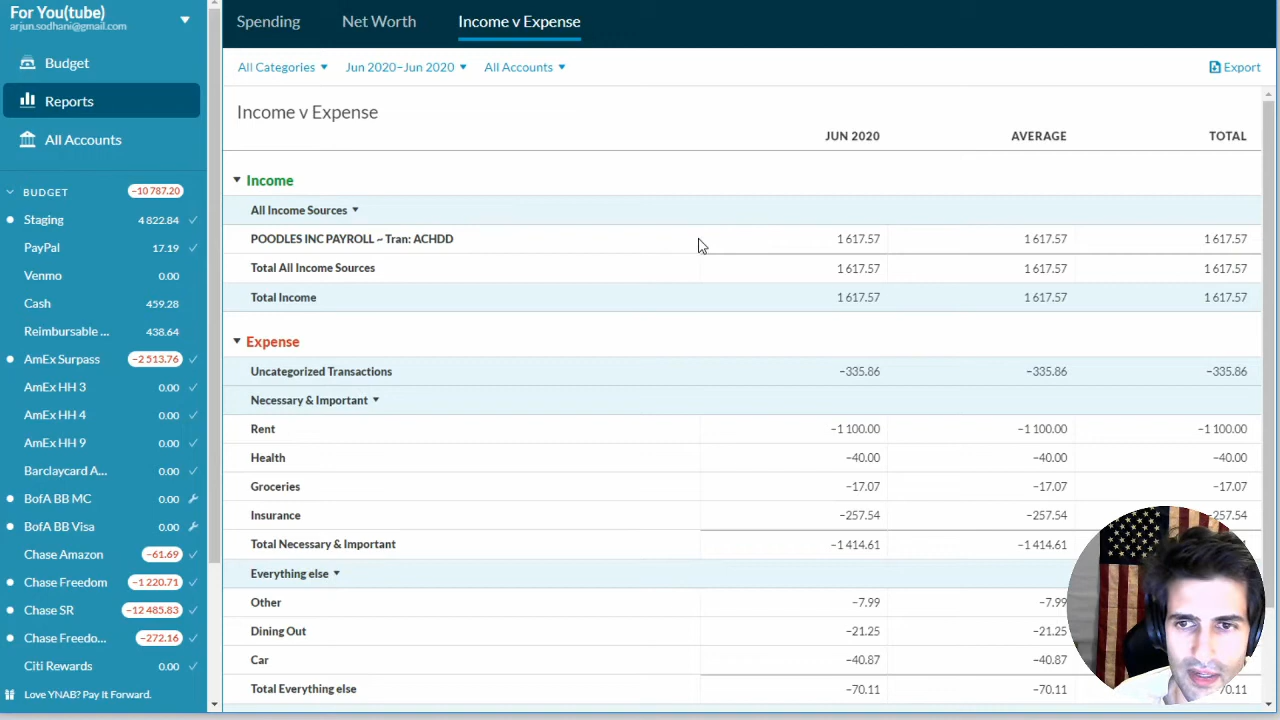 For You(tube)
arjun.sodhani@gmail.com
Budget
Reports
All Accounts
BUDGET −10 787.20
Staging 4 822.84
PayPal 17.19
Venmo 0.00
Cash 459.28
Reimbursable ... 438.64
AmEx Surpass −2 513.76
AmEx HH 3 0.00
AmEx HH 4 0.00
AmEx HH 9 0.00
Barclaycard A... 0.00
BofA BB MC 0.00
BofA BB Visa 0.00
Chase Amazon −61.69
Chase Freedom −1 220.71
Chase SR −12 485.83
Chase Freedo... −272.16
Citi Rewards 0.00
Love YNAB? Pay It Forward.
Spending Net Worth Income v Expense
All Categories Jun 2020–Jun 2020 All Accounts Export
Income v Expense
JUN 2020 AVERAGE TOTAL
Income
All Income Sources
POODLES INC PAYROLL ~ Tran: ACHDD 1 617.57 1 617.57 1 617.57
Total All Income Sources 1 617.57 1 617.57 1 617.57
Total Income 1 617.57 1 617.57 1 617.57
Expense
Uncategorized Transactions −335.86 −335.86 −335.86
Necessary & Important
Rent −1 100.00 −1 100.00 −1 100.00
Health −40.00 −40.00 −40.00
Groceries −17.07 −17.07 −17.07
Insurance −257.54 −257.54 −257.54
Total Necessary & Important −1 414.61 −1 414.61
Everything else
Other −7.99 −7.99
Dining Out −21.25 −21.25
Car −40.87 −40.87
Total Everything else −70.11 −70.11 70.11